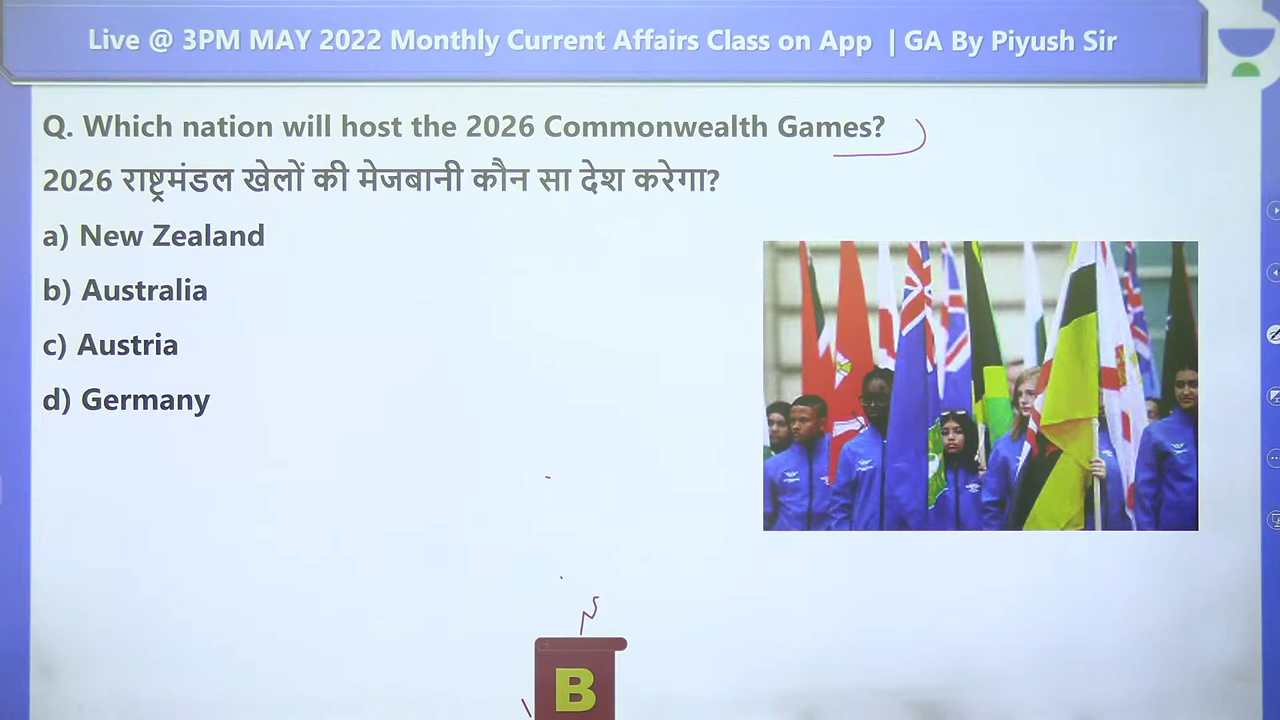 Live @ 3PM MAY 2022 Monthly Current Affairs Class on App | GA By Piyush Sir
Q. Which nation will host the 2026 Commonwealth Games?
2026 राष्ट्रमंडल खेलों की मेजबानी कौन सा देश करेगा?
a) New Zealand
b) Australia
c) Austria
d) Germany
B